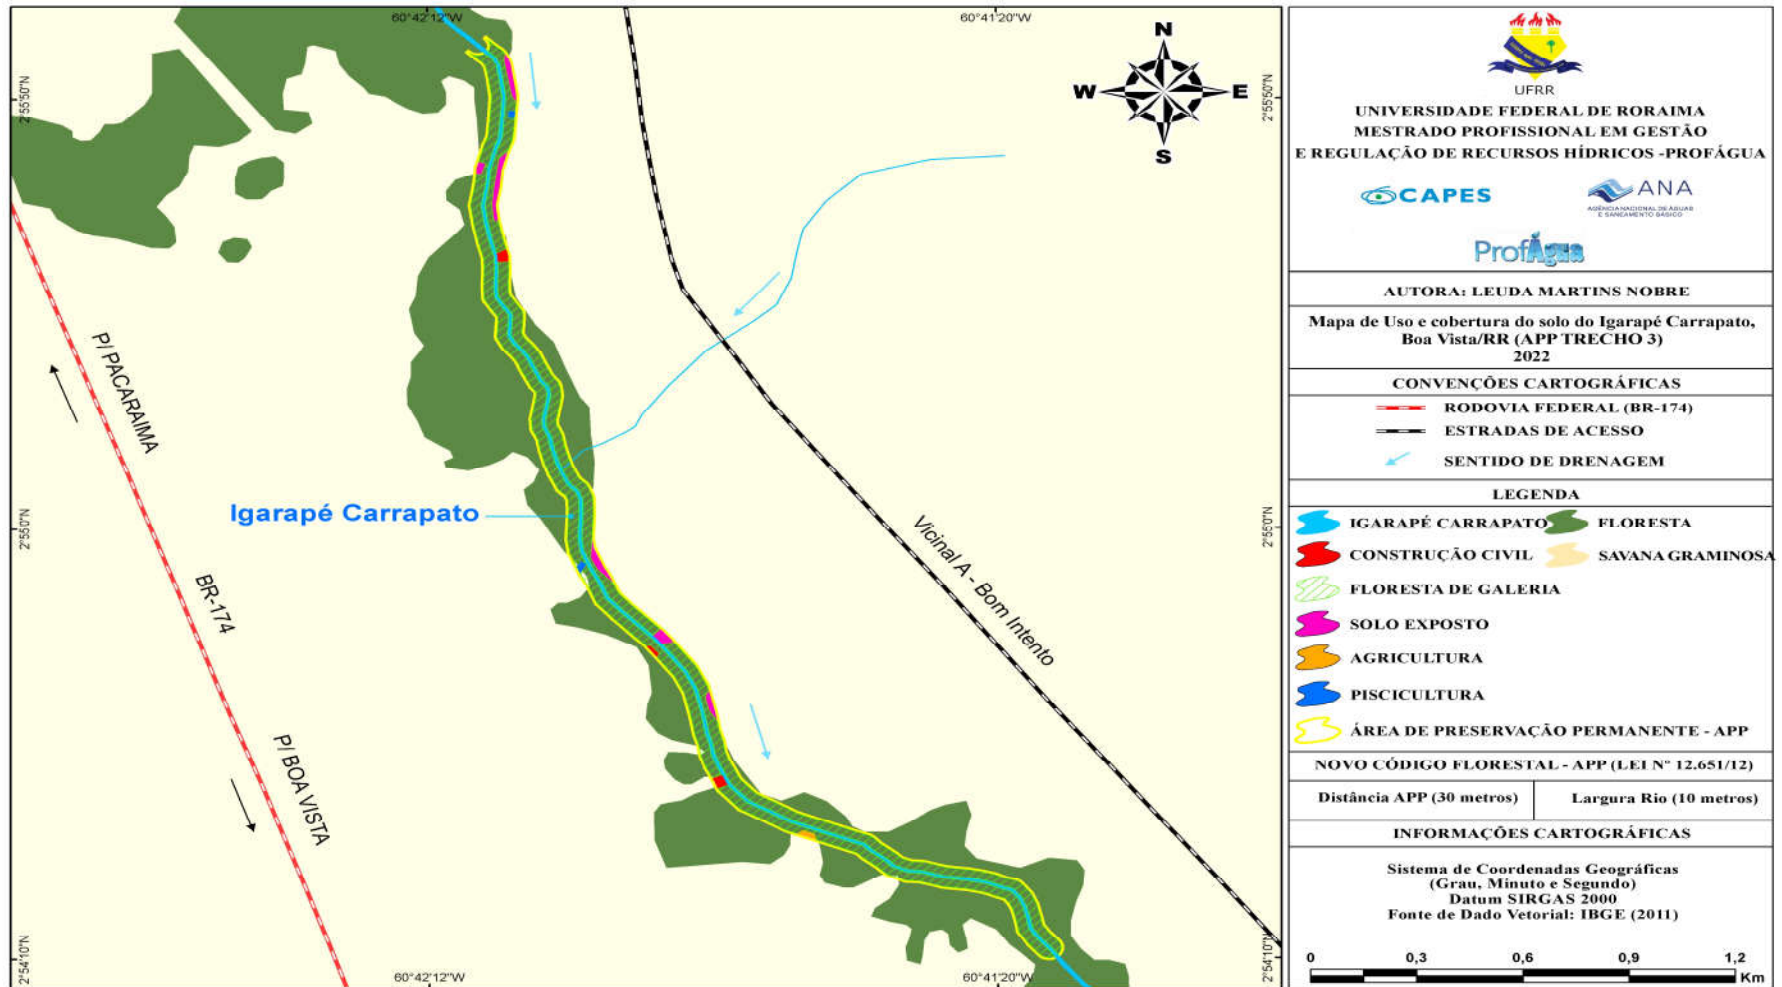 60°42'12"W
60°41'20"W
2°55'50"N
2°55'50"N
N
W
E
S
P/ PACARAIMA
Igarapé Carrapato
2°55'0"N
2°55'0"N
Vicinal A - Bom Intento
BR-174
P/ BOA VISTA
2°54'10"N
2°54'10"N
60°42'12"W
60°41'20"W
UFRR
UNIVERSIDADE FEDERAL DE RORAIMA
MESTRADO PROFISSIONAL EM GESTÃO
E REGULAÇÃO DE RECURSOS HÍDRICOS -PROFÁGUA
CAPES
ANA
AGÊNCIA NACIONAL DE ÁGUAS
E SANEAMENTO BÁSICO
ProfÁgua
AUTORA: LEUDA MARTINS NOBRE
Mapa de Uso e cobertura do solo do Igarapé Carrapato,
Boa Vista/RR (APP TRECHO 3)
2022
CONVENÇÕES CARTOGRÁFICAS
RODOVIA FEDERAL (BR-174)
ESTRADAS DE ACESSO
SENTIDO DE DRENAGEM
LEGENDA
IGARAPÉ CARRAPATO FLORESTA
CONSTRUÇÃO CIVIL SAVANA GRAMINOSA
FLORESTA DE GALERIA
SOLO EXPOSTO
AGRICULTURA
PISCICULTURA
ÁREA DE PRESERVAÇÃO PERMANENTE - APP
NOVO CÓDIGO FLORESTAL - APP (LEI Nº 12.651/12)
Distância APP (30 metros) Largura Rio (10 metros)
INFORMAÇÕES CARTOGRÁFICAS
Sistema de Coordenadas Geográficas
(Grau, Minuto e Segundo)
Datum SIRGAS 2000
Fonte de Dado Vetorial: IBGE (2011)
0 0,3 0,6 0,9 1,2
Km